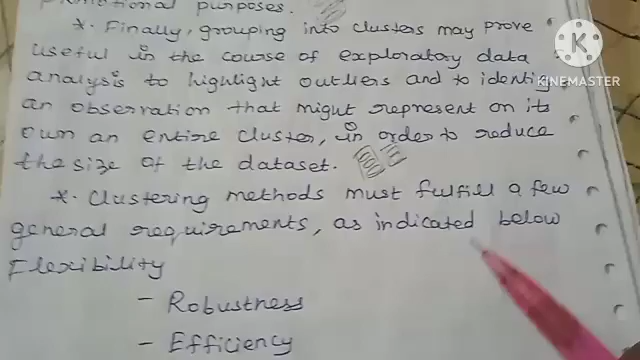 promotional purposes.
* Finally, grouping into clusters may prove
useful in the course of exploratory data
analysis to highlight outliers and to identify
an observation that might represent on its
own an entire cluster, in order to reduce
the size of the dataset.
* Clustering methods must fulfill a few
general requirements, as indicated below
Flexibility
- Robustness
- Efficiency
KINEMASTER